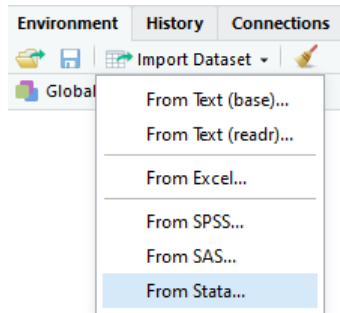 Environment History Connections
Import Dataset
Global
From Text (base)...
From Text (readr)...
From Excel...
From SPSS...
From SAS...
From Stata...